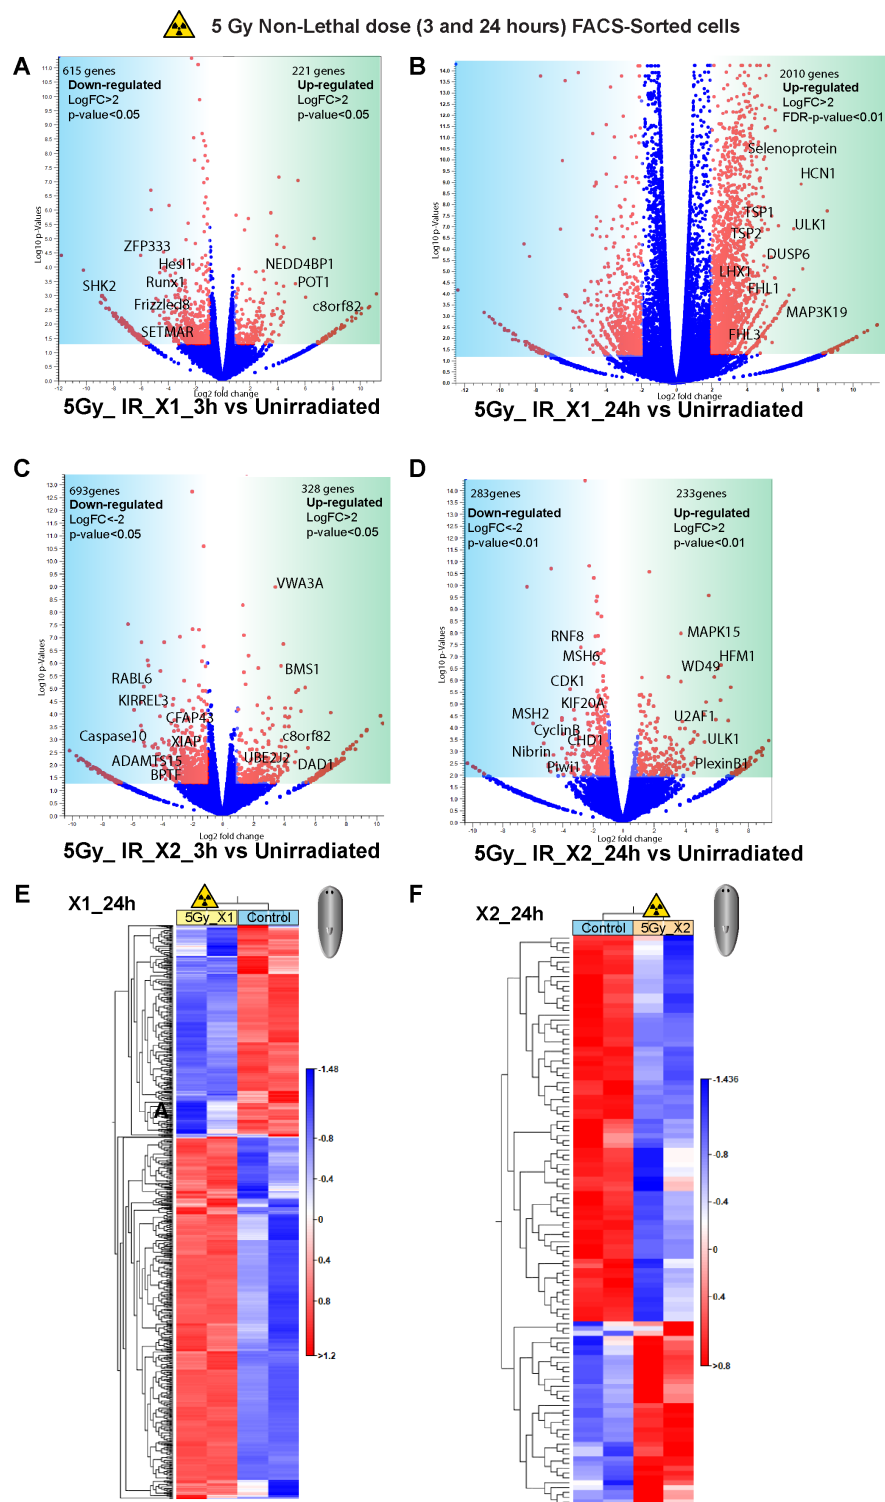 5 Gy Non-Lethal dose (3 and 24 hours) FACS-Sorted cells
A
615 genes
Down-regulated
LogFC>2
p-value<0.05
221 genes
Up-regulated
LogFC>2
p-value<0.05
Log10 p-Values
ZFP333
Hesl1
NEDD4BP1
Runx1
POT1
SHK2
Frizzled8
c8orf82
SETMAR
Log2 fold change
5Gy_ IR_X1_3h vs Unirradiated
B
2010 genes
Up-regulated
LogFC>2
FDR-p-value<0.01
Log10 p-Values
Selenoprotein
HCN1
TSP1
ULK1
TSP2
DUSP6
LHX1
FHL1
MAP3K19
FHL3
Log2 fold change
5Gy_ IR_X1_24h vs Unirradiated
C
693genes
Down-regulated
LogFC<-2
p-value<0.05
328 genes
Up-regulated
LogFC>2
p-value<0.05
Log10 p-Values
VWA3A
RABL6
BMS1
KIRREL3
CFAP43
Caspase10
XIAP
c8orf82
ADAMTS15
UBE2J2
DAD1
BPTF
Log2 fold change
5Gy_ IR_X2_3h vs Unirradiated
D
283genes
Down-regulated
LogFC<-2
p-value<0.01
233genes
Up-regulated
LogFC>2
p-value<0.01
Log10 p-Values
RNF8
MAPK15
MSH6
HFM1
WD49
CDK1
KIF20A
MSH2
U2AF1
CyclinB
CHD1
ULK1
Nibrin
Piwi1
PlexinB1
Log2 fold change
5Gy_ IR_X2_24h vs Unirradiated
E
X1_24h
5Gy_X1
Control
A
-1.48
-0.8
-0.4
0
0.4
0.8
>1.2
F
X2_24h
Control
5Gy_X2
-1.436
-0.8
-0.4
0
0.4
>0.8